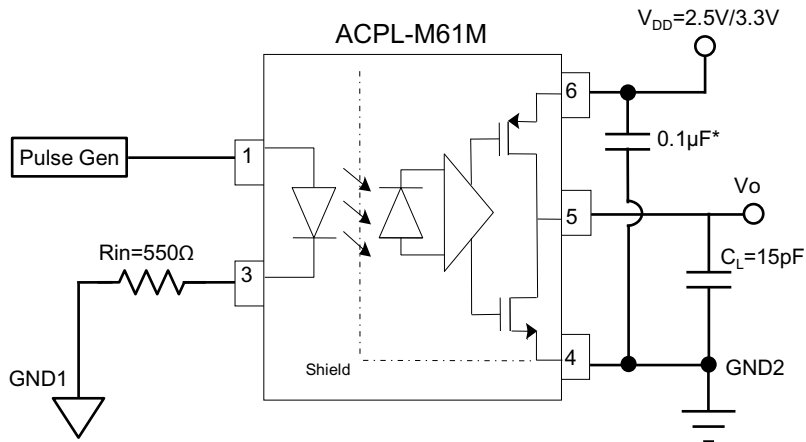 V_DD=2.5V/3.3V
ACPL-M61M
6
0.1µF*
Pulse Gen
1
Vo
5
Rin=550Ω
3
C_L=15pF
4
Shield
GND1
GND2